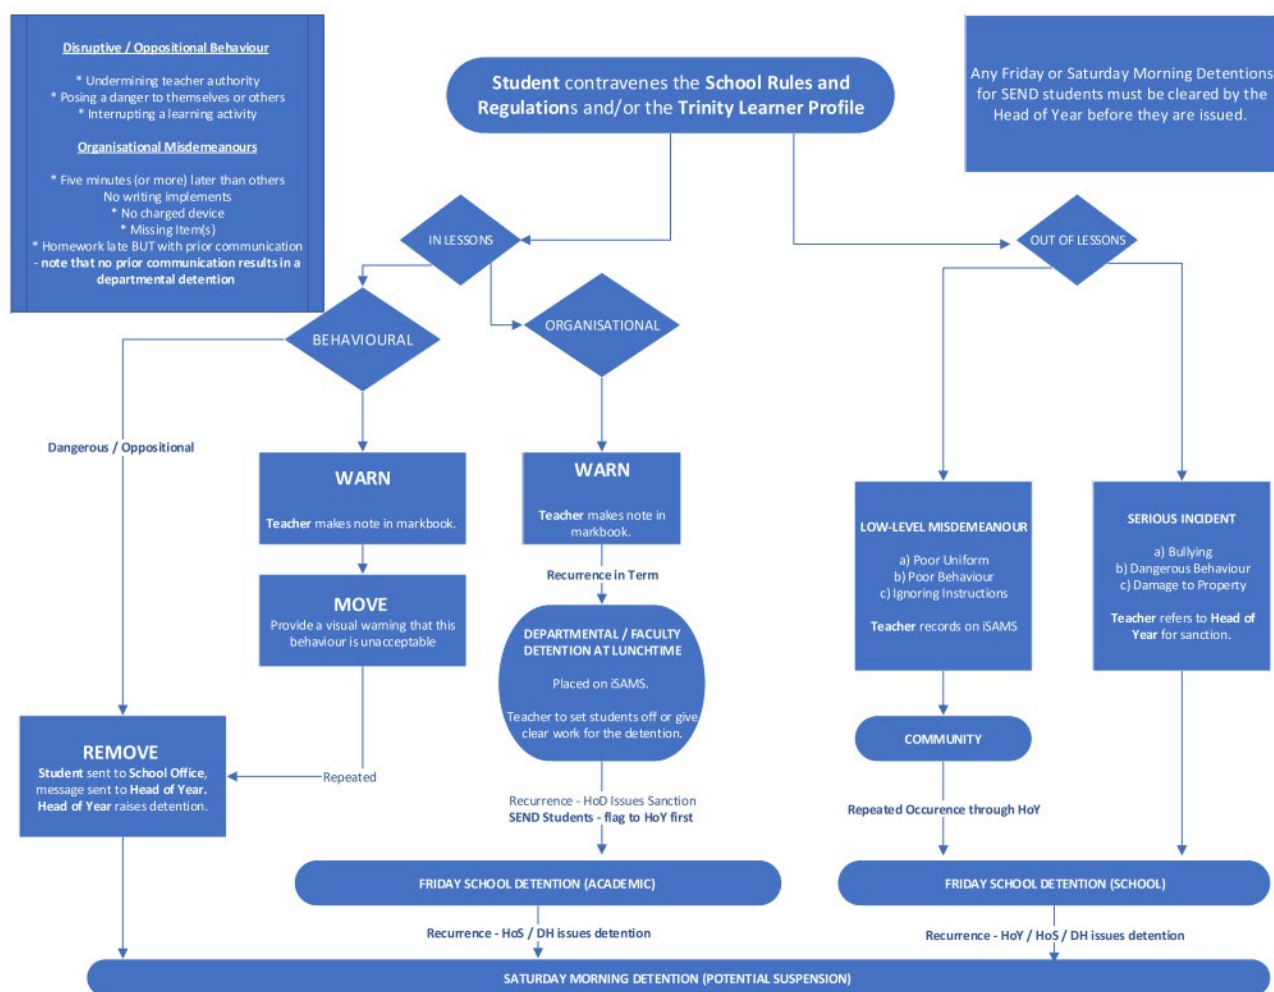 Disruptive / Oppositional Behaviour
* Undermining teacher authority
* Posing a danger to themselves or others
* Interrupting a learning activity
Organisational Misdemeanours
* Five minutes (or more) later than others
No writing implements
* No charged device
* Missing Item(s)
* Homework late BUT with prior communication
- note that no prior communication results in a
departmental detention
Student contravenes the School Rules and
Regulations and/or the Trinity Learner Profile
Any Friday or Saturday Morning Detentions
for SEND students must be cleared by the
Head of Year before they are issued.
IN LESSONS
OUT OF LESSONS
BEHAVIOURAL
ORGANISATIONAL
Dangerous / Oppositional
WARN
Teacher makes note in markbook.
WARN
Teacher makes note in
markbook.
LOW-LEVEL MISDEMEANOUR
a) Poor Uniform
b) Poor Behaviour
c) Ignoring Instructions
Teacher records on iSAMS
SERIOUS INCIDENT
a) Bullying
b) Dangerous Behaviour
c) Damage to Property
Teacher refers to Head of
Year for sanction.
Recurrence in Term
MOVE
Provide a visual warning that this
behaviour is unacceptable
DEPARTMENTAL / FACULTY
DETENTION AT LUNCHTIME
Placed on iSAMS.
Teacher to set students off or give
clear work for the detention.
REMOVE
Student sent to School Office,
message sent to Head of Year.
Head of Year raises detention.
Repeated
COMMUNITY
Recurrence - HoD Issues Sanction
SEND Students - flag to HoY first
Repeated Occurence through HoY
FRIDAY SCHOOL DETENTION (ACADEMIC)
FRIDAY SCHOOL DETENTION (SCHOOL)
Recurrence - HoS / DH issues detention
Recurrence - HoY / HoS / DH issues detention
SATURDAY MORNING DETENTION (POTENTIAL SUSPENSION)